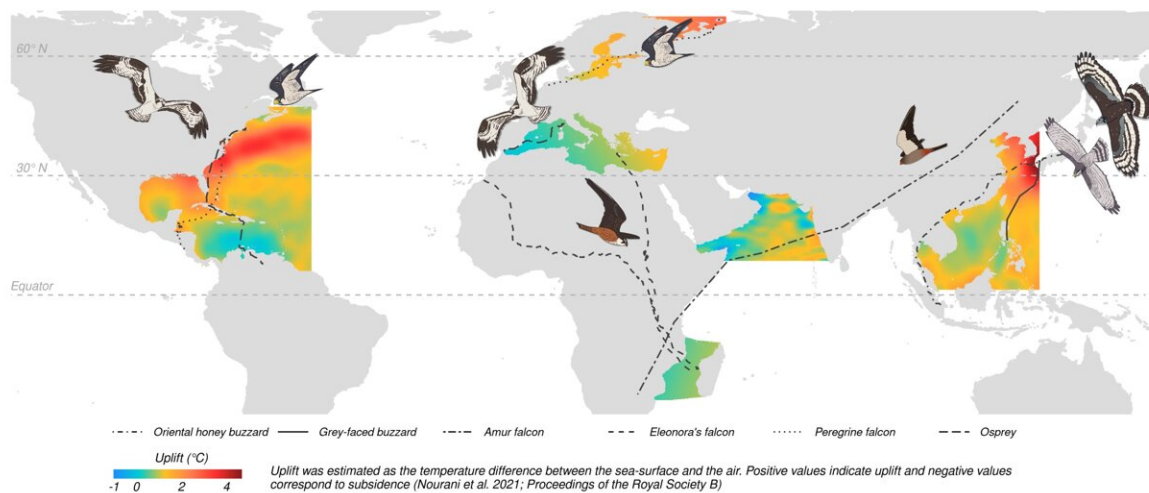 60° N
30° N
Equator
Oriental honey buzzard Grey-faced buzzard Amur falcon Eleonora's falcon Peregrine falcon Osprey
Uplift (°C)
-1 0 2 4
Uplift was estimated as the temperature difference between the sea-surface and the air. Positive values indicate uplift and negative values
correspond to subsidence (Nourani et al. 2021; Proceedings of the Royal Society B)